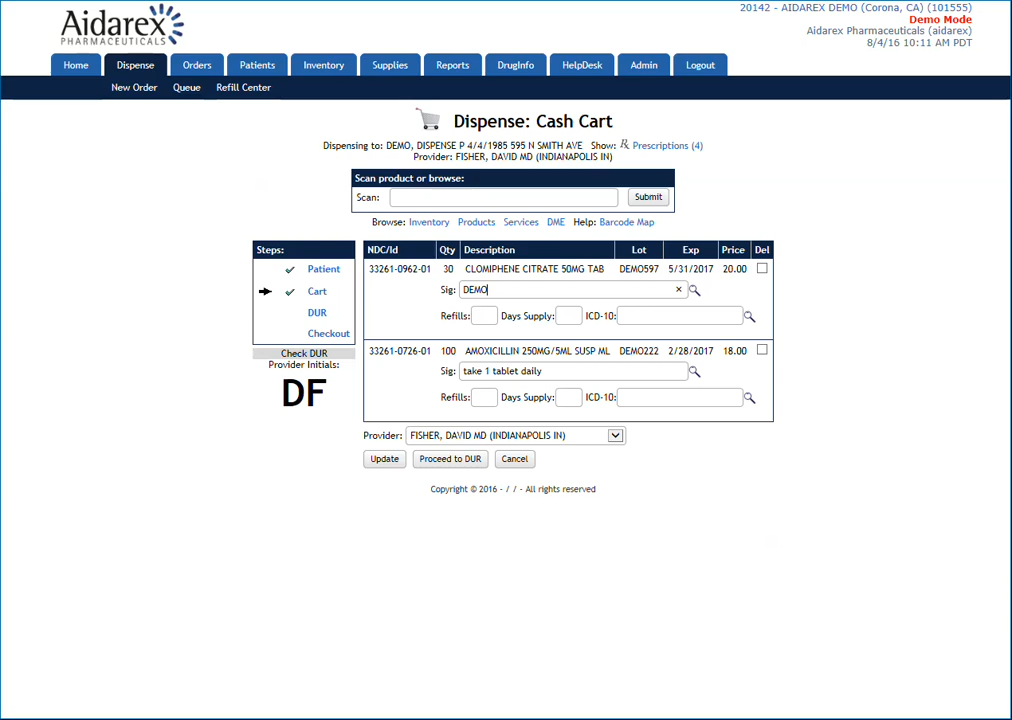 20142 - AIDAREX DEMO (Corona, CA) (101555)
Demo Mode
Aidarex Pharmaceuticals (aidarex)
8/4/16 10:11 AM PDT
Aidarex
PHARMACEUTICALS
Home Dispense Orders Patients Inventory Supplies Reports DrugInfo HelpDesk Admin Logout
New Order Queue Refill Center
Dispense: Cash Cart
Dispensing to: DEMO, DISPENSE P 4/4/1985 595 N SMITH AVE Show: Prescriptions (4)
Provider: FISHER, DAVID MD (INDIANAPOLIS IN)
Scan product or browse:
Scan: Submit
Browse: Inventory Products Services DME Help: Barcode Map
Steps:
Patient
Cart
DUR
Checkout
Check DUR
Provider Initials:
DF
NDC/Id Qty Description Lot Exp Price Del
33261-0962-01 30 CLOMIPHENE CITRATE 50MG TAB DEMO597 5/31/2017 20.00
Sig: DEMO ×
Refills: Days Supply: ICD-10:
33261-0726-01 100 AMOXICILLIN 250MG/5ML SUSP ML DEMO222 2/28/2017 18.00
Sig: take 1 tablet daily
Refills: Days Supply: ICD-10:
Provider: FISHER, DAVID MD (INDIANAPOLIS IN)
Update Proceed to DUR Cancel
Copyright © 2016 - / / - All rights reserved